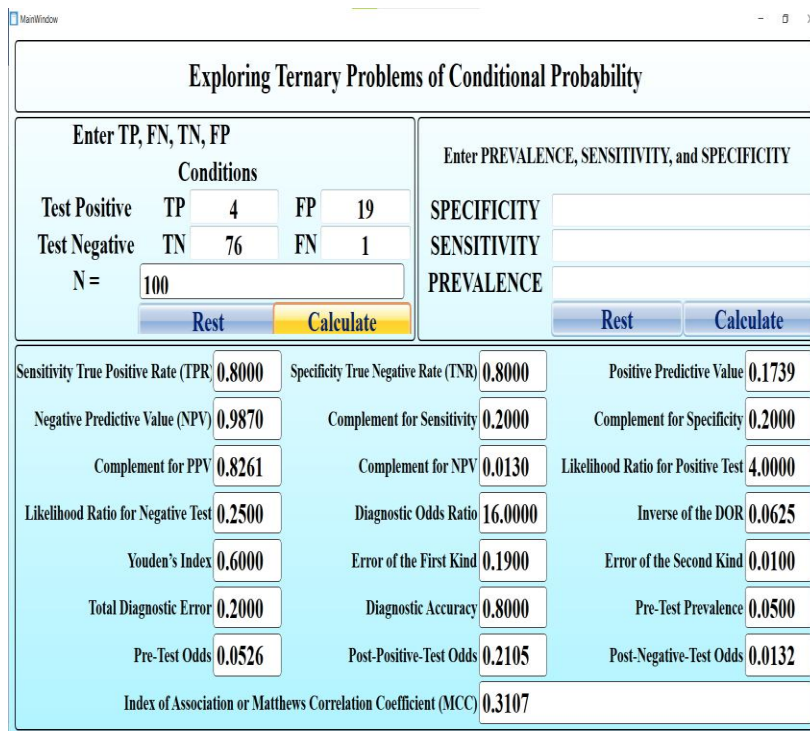 MainWindow
Exploring Ternary Problems of Conditional Probability
Enter TP, FN, TN, FP
Conditions
Test Positive TP 4 FP 19
Test Negative TN 76 FN 1
N = 100
Rest Calculate
Enter PREVALENCE, SENSITIVITY, and SPECIFICITY
SPECIFICITY
SENSITIVITY
PREVALENCE
Rest Calculate
Sensitivity True Positive Rate (TPR) 0.8000 Specificity True Negative Rate (TNR) 0.8000 Positive Predictive Value 0.1739
Negative Predictive Value (NPV) 0.9870 Complement for Sensitivity 0.2000 Complement for Specificity 0.2000
Complement for PPV 0.8261 Complement for NPV 0.0130 Likelihood Ratio for Positive Test 4.0000
Likelihood Ratio for Negative Test 0.2500 Diagnostic Odds Ratio 16.0000 Inverse of the DOR 0.0625
Youden's Index 0.6000 Error of the First Kind 0.1900 Error of the Second Kind 0.0100
Total Diagnostic Error 0.2000 Diagnostic Accuracy 0.8000 Pre-Test Prevalence 0.0500
Pre-Test Odds 0.0526 Post-Positive-Test Odds 0.2105 Post-Negative-Test Odds 0.0132
Index of Association or Matthews Correlation Coefficient (MCC) 0.3107